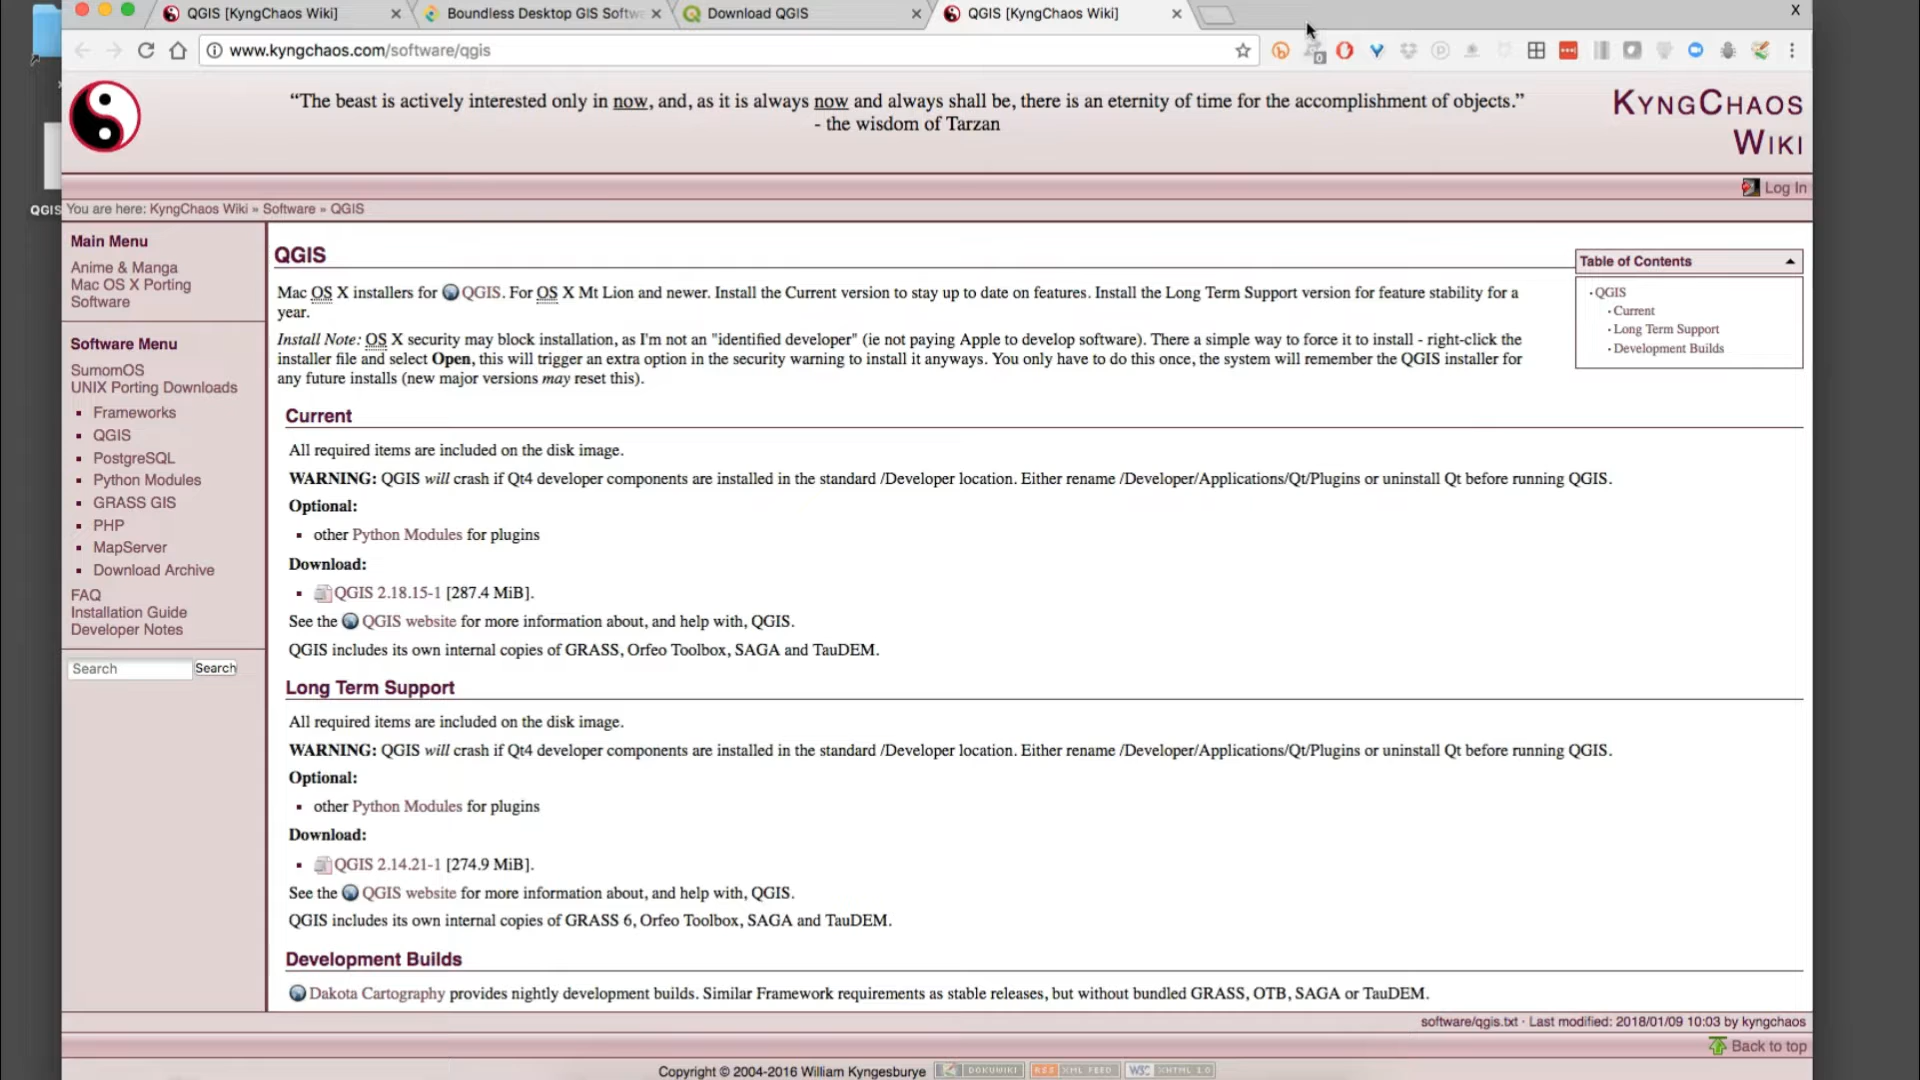 QGIS [KyngChaos Wiki]
Boundless Desktop GIS Softw
Download QGIS
QGIS [KyngChaos Wiki]
X
www.kyngchaos.com/software/qgis
0
“The beast is actively interested only in now, and, as it is always now and always shall be, there is an eternity of time for the accomplishment of objects.”
- the wisdom of Tarzan
KyngChaos
Wiki
Log In
QGIS
You are here: KyngChaos Wiki » Software » QGIS
Main Menu
Anime & Manga
Mac OS X Porting
Software
Software Menu
SumomOS
UNIX Porting Downloads
Frameworks
QGIS
PostgreSQL
Python Modules
GRASS GIS
PHP
MapServer
Download Archive
FAQ
Installation Guide
Developer Notes
Search
Search
QGIS
Mac OS X installers for QGIS. For OS X Mt Lion and newer. Install the Current version to stay up to date on features. Install the Long Term Support version for feature stability for a
year.
Install Note: OS X security may block installation, as I'm not an "identified developer" (ie not paying Apple to develop software). There a simple way to force it to install - right-click the
installer file and select Open, this will trigger an extra option in the security warning to install it anyways. You only have to do this once, the system will remember the QGIS installer for
any future installs (new major versions may reset this).
Table of Contents
QGIS
Current
Long Term Support
Development Builds
Current
All required items are included on the disk image.
WARNING: QGIS will crash if Qt4 developer components are installed in the standard /Developer location. Either rename /Developer/Applications/Qt/Plugins or uninstall Qt before running QGIS.
Optional:
other Python Modules for plugins
Download:
QGIS 2.18.15-1 [287.4 MiB].
See the QGIS website for more information about, and help with, QGIS.
QGIS includes its own internal copies of GRASS, Orfeo Toolbox, SAGA and TauDEM.
Long Term Support
All required items are included on the disk image.
WARNING: QGIS will crash if Qt4 developer components are installed in the standard /Developer location. Either rename /Developer/Applications/Qt/Plugins or uninstall Qt before running QGIS.
Optional:
other Python Modules for plugins
Download:
QGIS 2.14.21-1 [274.9 MiB].
See the QGIS website for more information about, and help with, QGIS.
QGIS includes its own internal copies of GRASS 6, Orfeo Toolbox, SAGA and TauDEM.
Development Builds
Dakota Cartography provides nightly development builds. Similar Framework requirements as stable releases, but without bundled GRASS, OTB, SAGA or TauDEM.
software/qgis.txt · Last modified: 2018/01/09 10:03 by kyngchaos
Back to top
Copyright © 2004-2016 William Kyngesburye
DOKUWIKI
RSS XML FEED
W3C XHTML 1.0